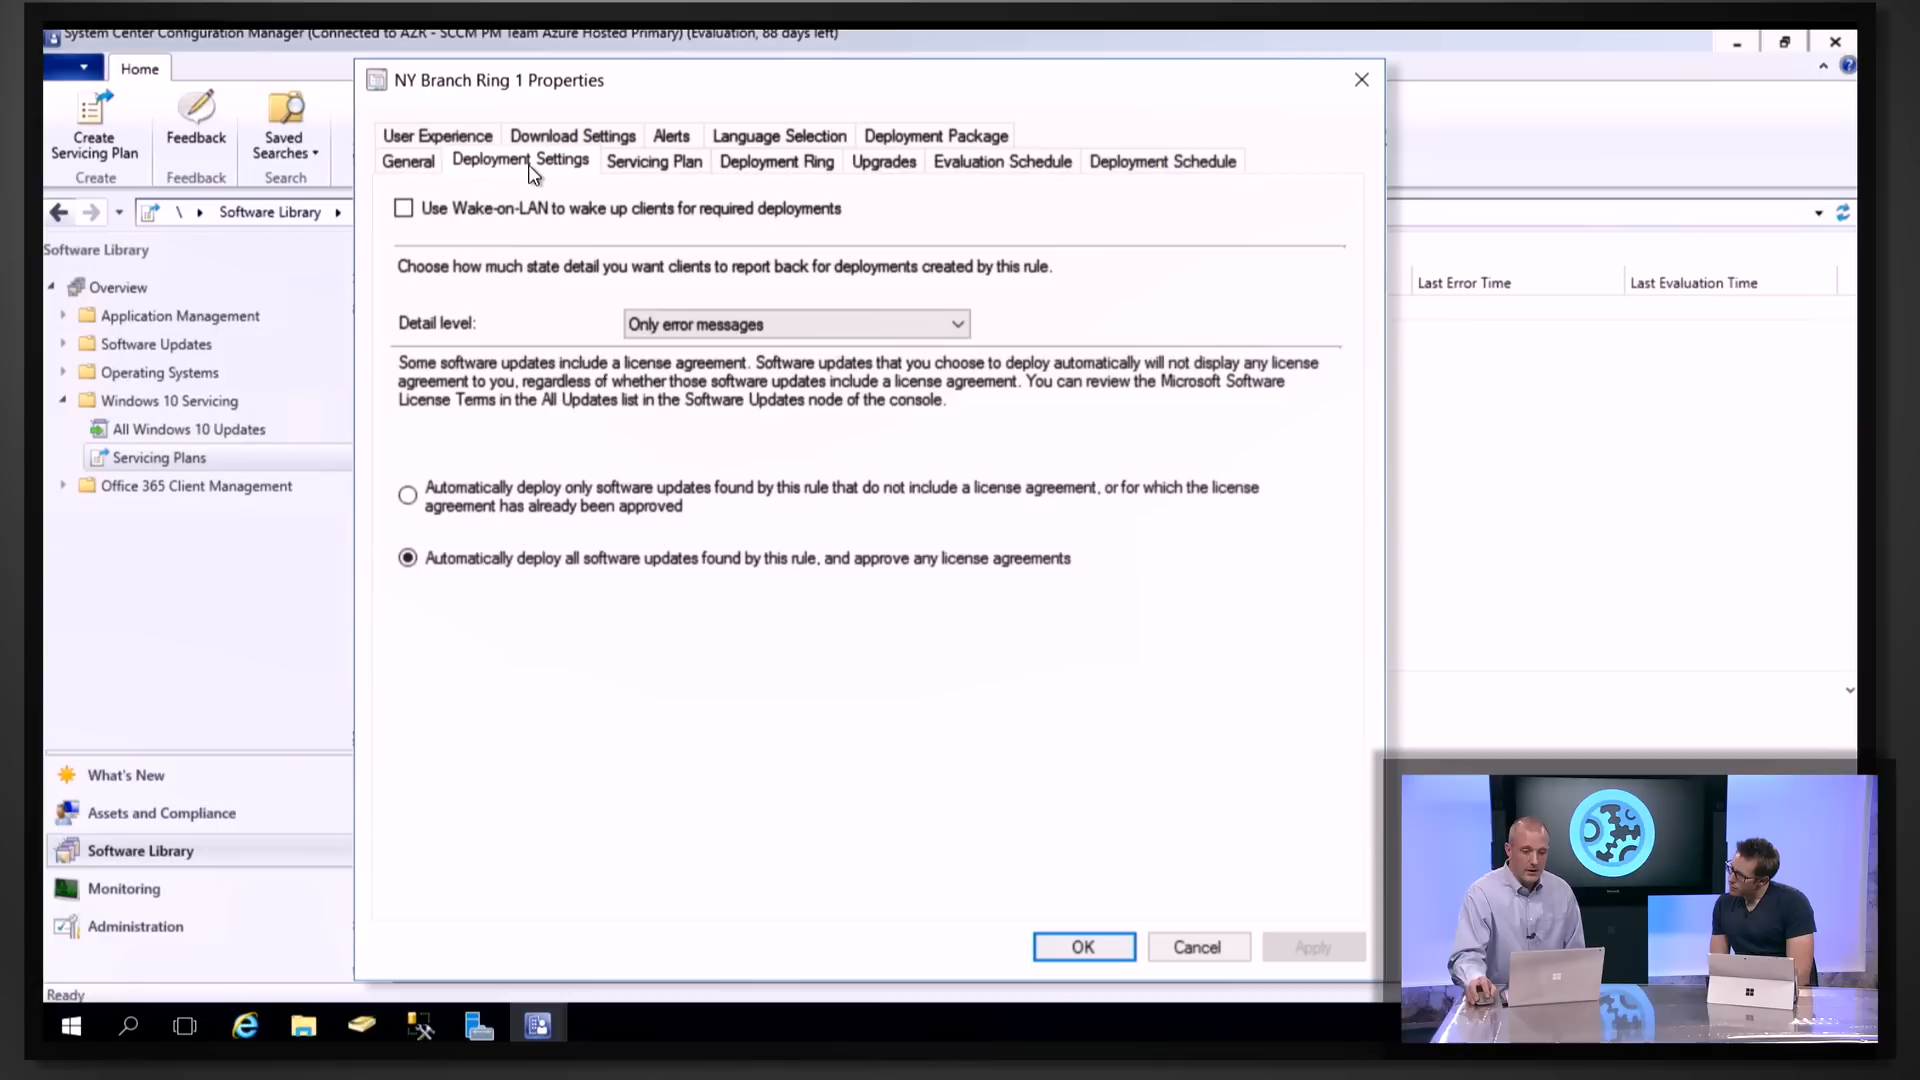 System Center Configuration Manager (Connected to AZR - SCCM PM Team Azure Hosted Primary) (Evaluation, 88 days left)
Home
Create Servicing Plan
Feedback
Saved Searches
Create
Feedback
Search
\ Software Library
Software Library
Overview
Application Management
Software Updates
Operating Systems
Windows 10 Servicing
All Windows 10 Updates
Servicing Plans
Office 365 Client Management
What's New
Assets and Compliance
Software Library
Monitoring
Administration
Ready
NY Branch Ring 1 Properties
User Experience Download Settings Alerts Language Selection Deployment Package
General Deployment Settings Servicing Plan Deployment Ring Upgrades Evaluation Schedule Deployment Schedule
Use Wake-on-LAN to wake up clients for required deployments
Choose how much state detail you want clients to report back for deployments created by this rule.
Detail level: Only error messages
Some software updates include a license agreement. Software updates that you choose to deploy automatically will not display any license
agreement to you, regardless of whether those software updates include a license agreement. You can review the Microsoft Software
License Terms in the All Updates list in the Software Updates node of the console.
Automatically deploy only software updates found by this rule that do not include a license agreement, or for which the license
agreement has already been approved
Automatically deploy all software updates found by this rule, and approve any license agreements
OK Cancel Apply
Last Error Time Last Evaluation Time